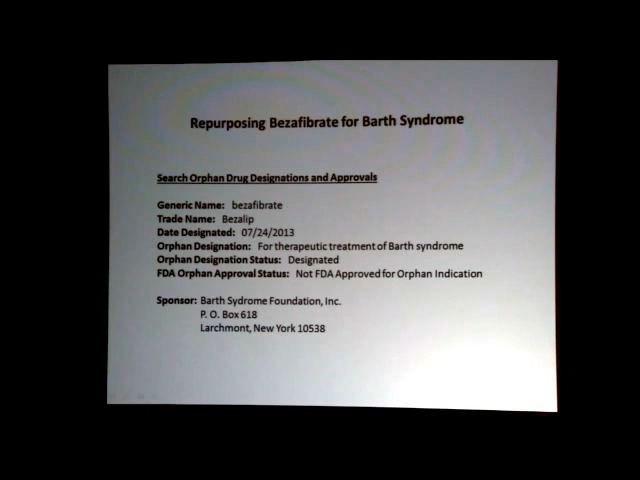 Repurposing Bezafibrate for Barth Syndrome
Search Orphan Drug Designations and Approvals
Generic Name: bezafibrate
Trade Name: Bezalip
Date Designated: 07/24/2013
Orphan Designation: For therapeutic treatment of Barth syndrome
Orphan Designation Status: Designated
FDA Orphan Approval Status: Not FDA Approved for Orphan Indication
Sponsor: Barth Sydrome Foundation, Inc.
P. O. Box 618
Larchmont, New York 10538